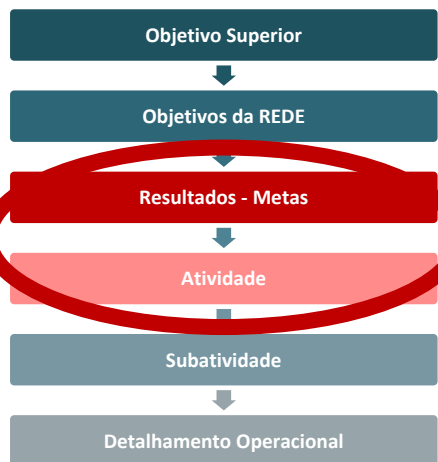 Objetivo Superior
Objetivos da REDE
Resultados - Metas
Atividade
Subatividade
Detalhamento Operacional